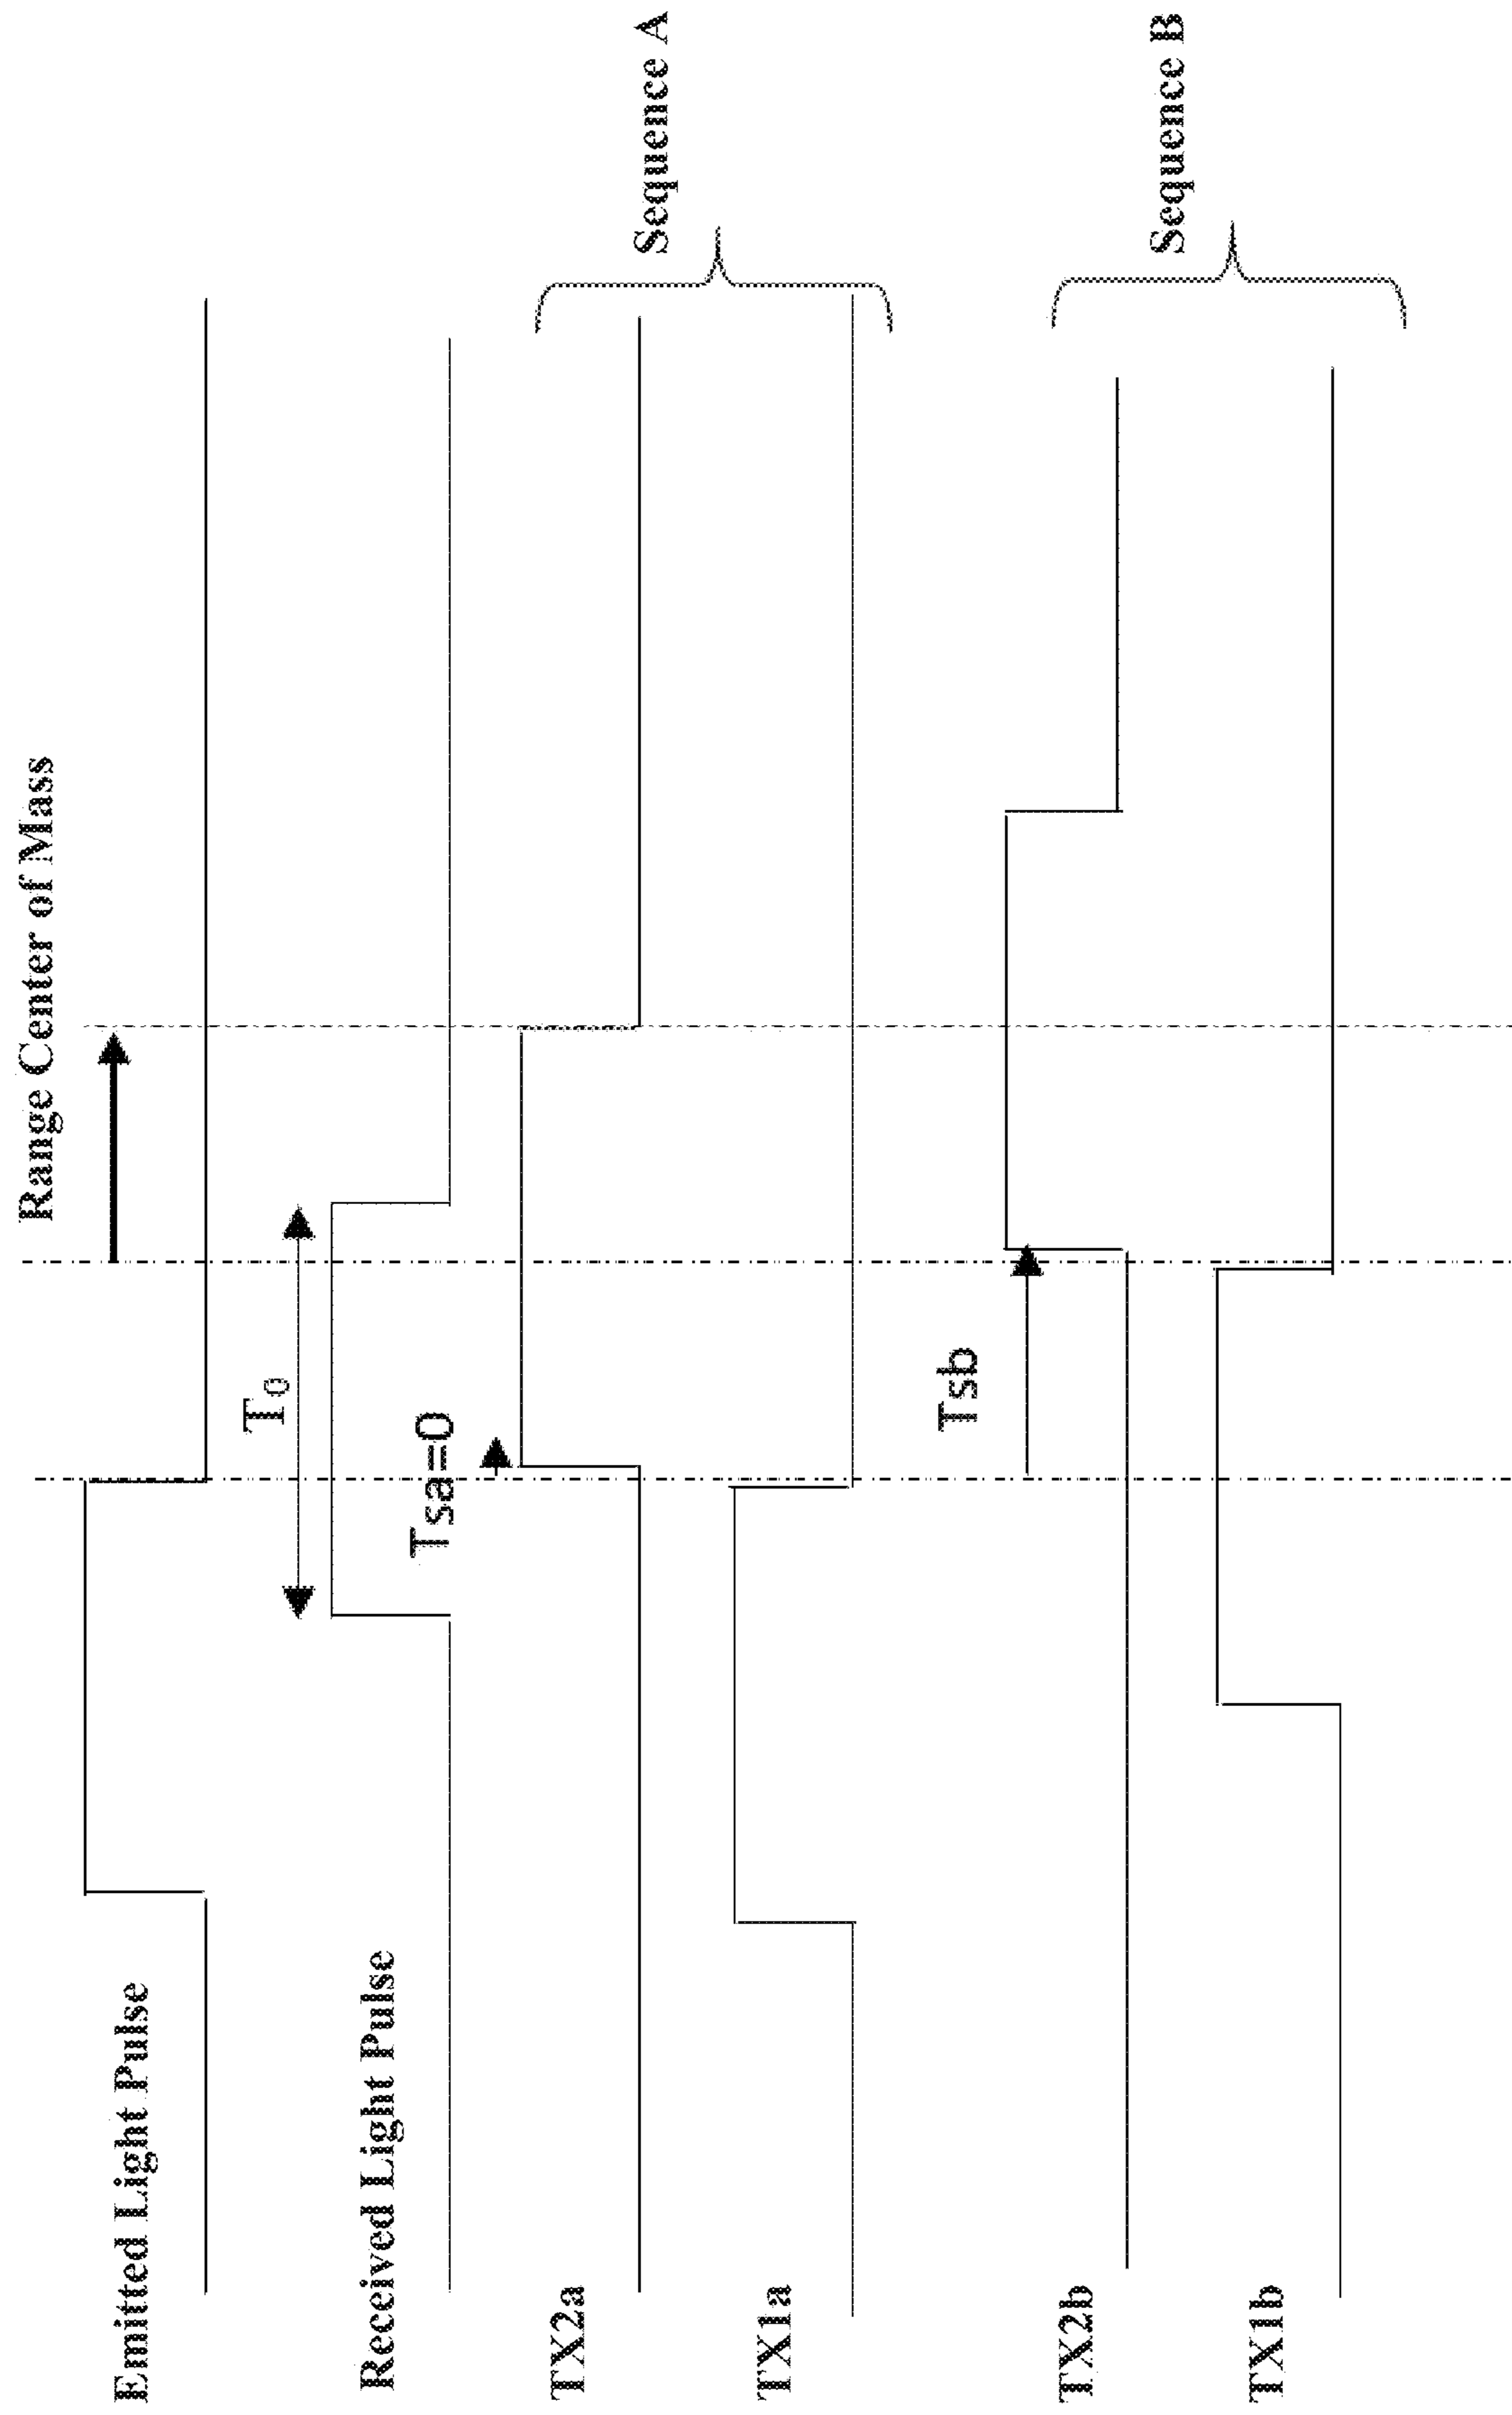 Range Center of Mass
Emitted Light Pulse
T₀
Received Light Pulse
Tsa=0
TX2a
Sequence A
TX1a
Tsb
TX2b
Sequence B
TX1b